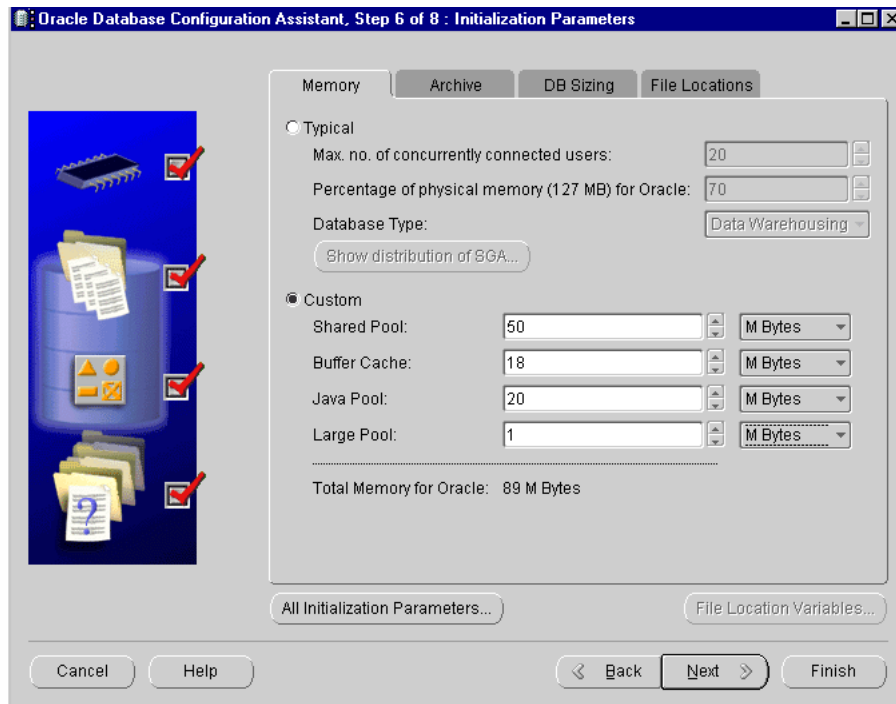 Oracle Database Configuration Assistant, Step 6 of 8 : Initialization Parameters
Memory Archive DB Sizing File Locations
Typical
Max. no. of concurrently connected users: 20
Percentage of physical memory (127 MB) for Oracle: 70
Database Type: Data Warehousing
Show distribution of SGA...
Custom
Shared Pool: 50 M Bytes
Buffer Cache: 18 M Bytes
Java Pool: 20 M Bytes
Large Pool: 1 M Bytes
Total Memory for Oracle: 89 M Bytes
?
All Initialization Parameters... File Location Variables...
Cancel Help Back Next Finish